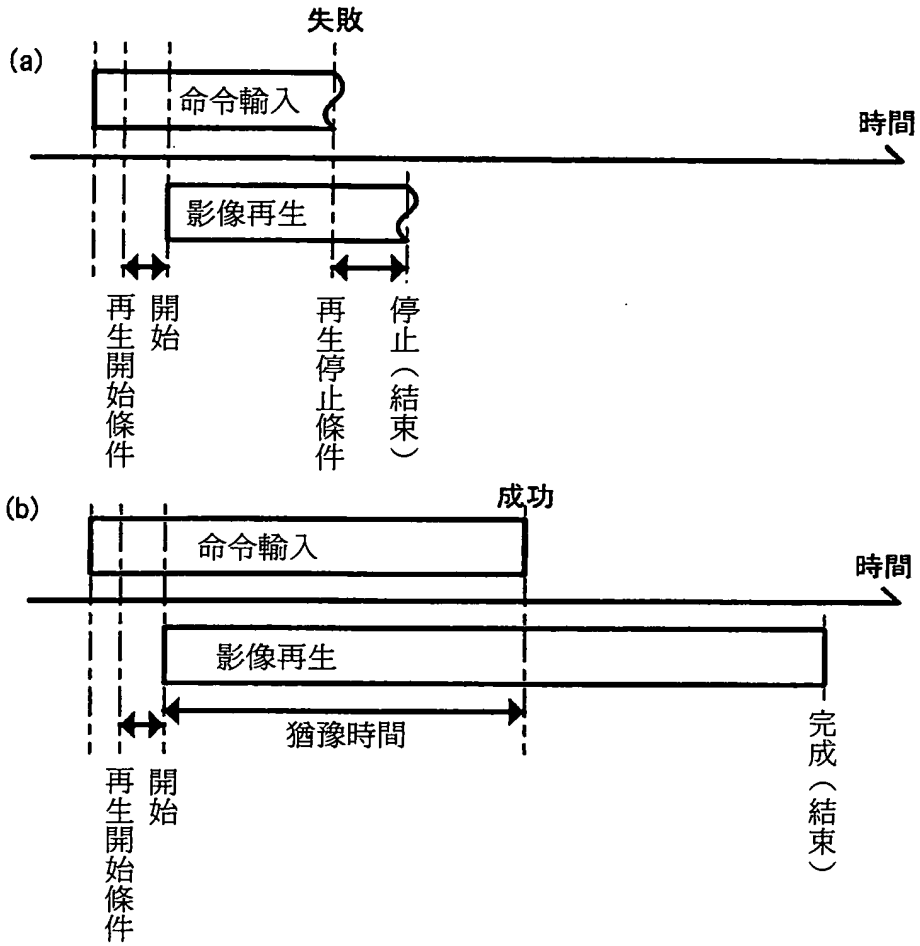 失敗
(a)
命令輸入
時間
影像再生
再生開始條件
開始
再生停止條件
停止（結束）
成功
(b)
命令輸入
時間
影像再生
猶豫時間
再生開始條件
開始
完成（結束）